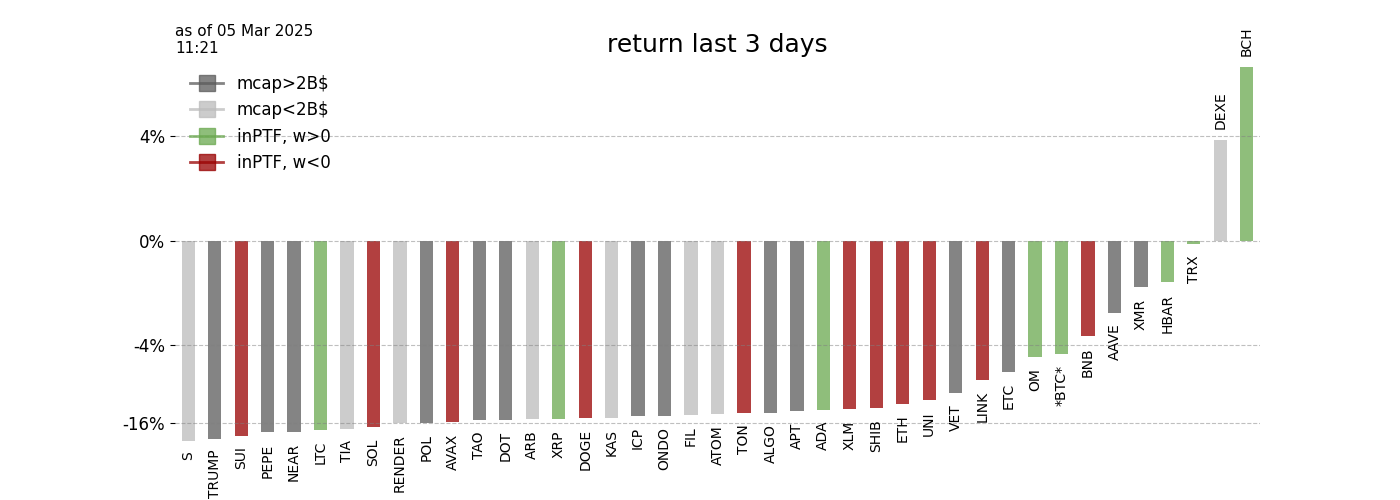 as of 05 Mar 2025
11:21
return last 3 days
mcap>2B$
mcap<2B$
inPTF, w>0
inPTF, w<0
4%
0%
-4%
-16%
S
TRUMP
SUI
PEPE
NEAR
LTC
TIA
SOL
RENDER
POL
AVAX
TAO
DOT
ARB
XRP
DOGE
KAS
ICP
ONDO
FIL
ATOM
TON
ALGO
APT
ADA
XLM
SHIB
ETH
UNI
VET
LINK
ETC
OM
*BTC*
BNB
AAVE
XMR
HBAR
TRX
DEXE
BCH